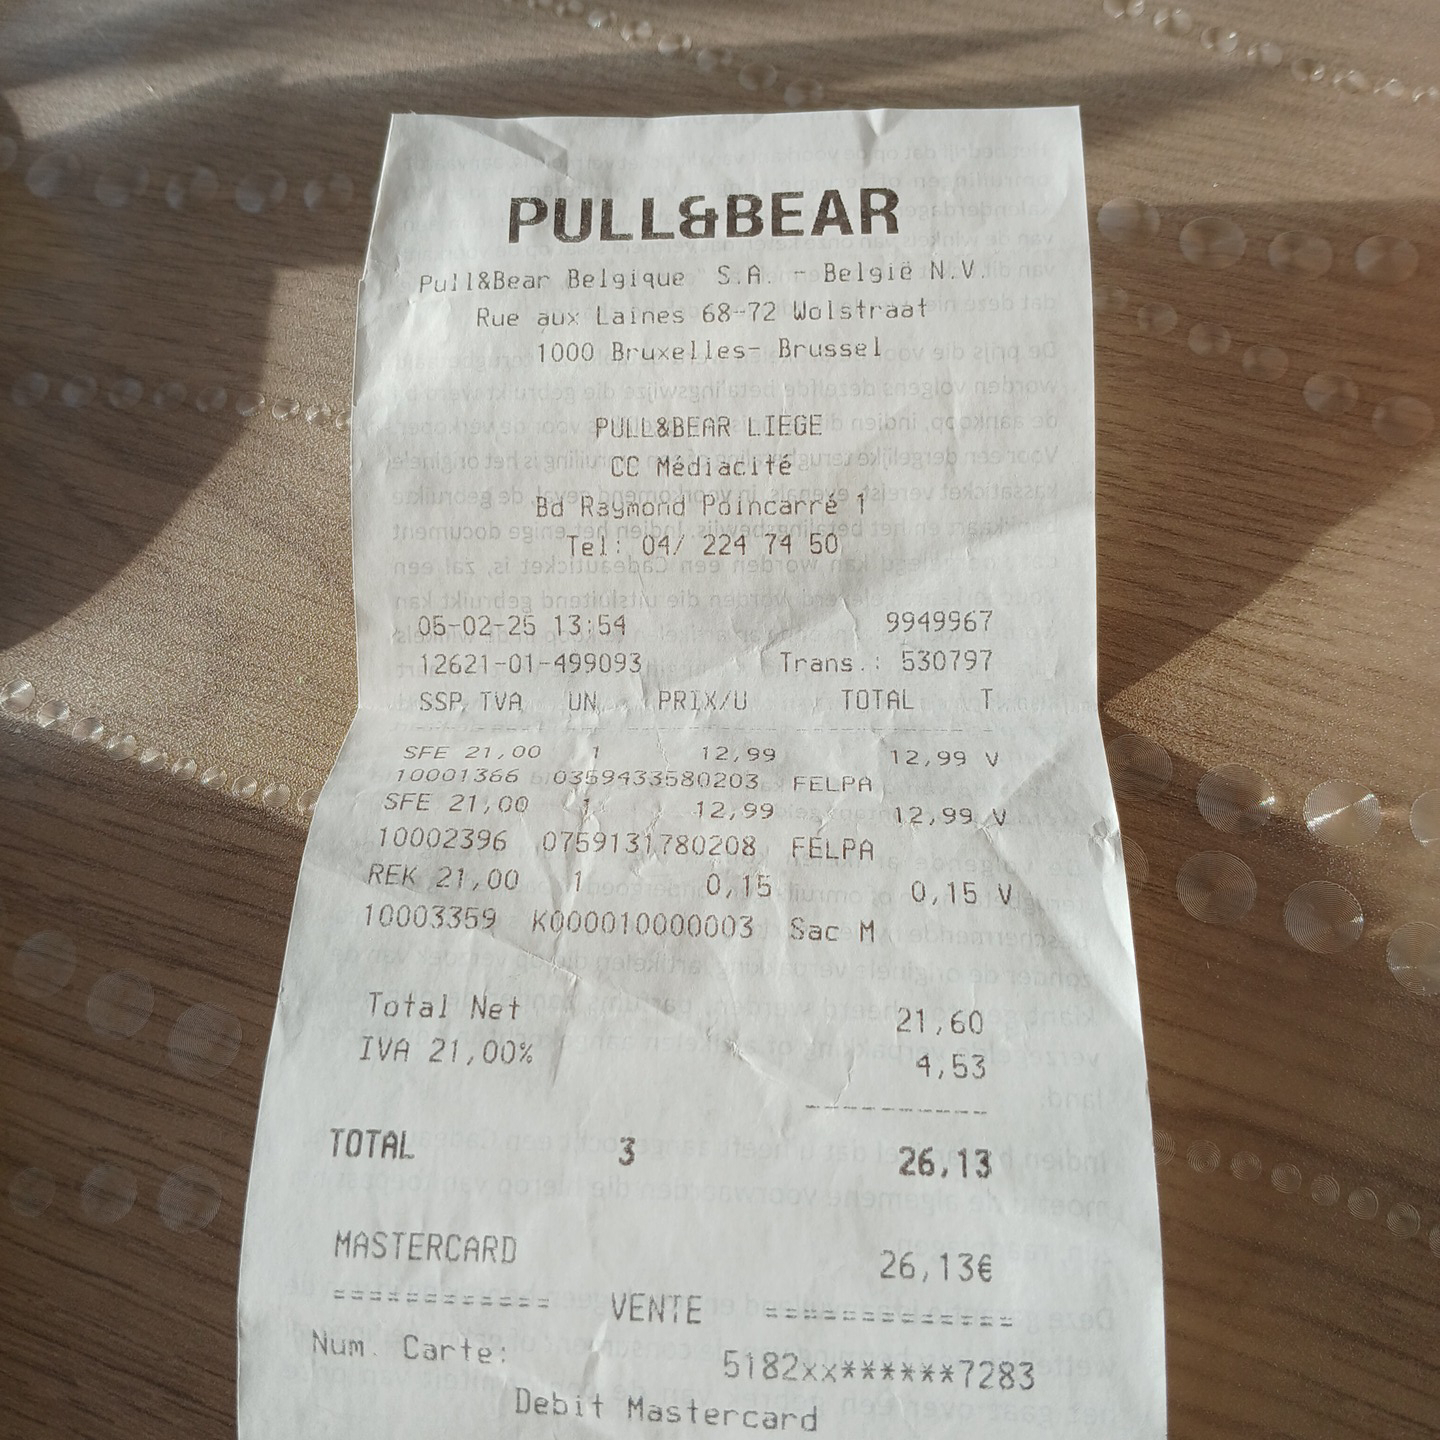 PULL&BEAR
Pull&Bear Belgique S.A. - België N.V.
Rue aux Laines 68-72 Wolstraat
1000 Bruxelles- Brussel
PULL&BEAR LIEGE
CC Médiacité
Bd Raymond Poincarré 1
Tel: 04/ 224 74 50
05-02-25 13:54 9949967
12621-01-499093 Trans.: 530797
SSP TVA UN PRIX/U TOTAL T
SFE 21,00 1 12,99 12,99 V
10001366 0359433580203 FELPA
SFE 21,00 1 12,99 12,99 V
10002396 0759131780208 FELPA
REK 21,00 1 0,15 0,15 V
10003359 K000010000003 Sac M
Total Net 21,60
IVA 21,00% 4,53
TOTAL 3 26,13
MASTERCARD 26,13€
============ VENTE =============
Num. Carte: 5182xx******7283
Debit Mastercard